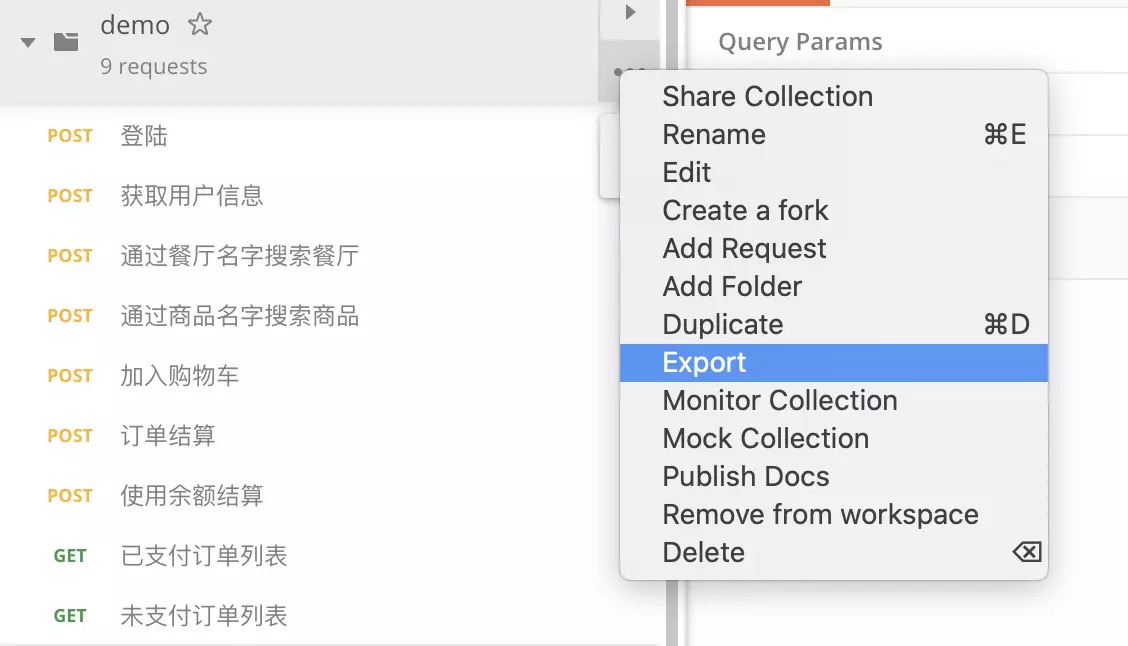 demo
9 requests
POST 登陆
POST 获取用户信息
POST 通过餐厅名字搜索餐厅
POST 通过商品名字搜索商品
POST 加入购物车
POST 订单结算
POST 使用余额结算
GET 已支付订单列表
GET 未支付订单列表
Query Params
Share Collection
Rename ⌘E
Edit
Create a fork
Add Request
Add Folder
Duplicate ⌘D
Export
Monitor Collection
Mock Collection
Publish Docs
Remove from workspace
Delete ⌫